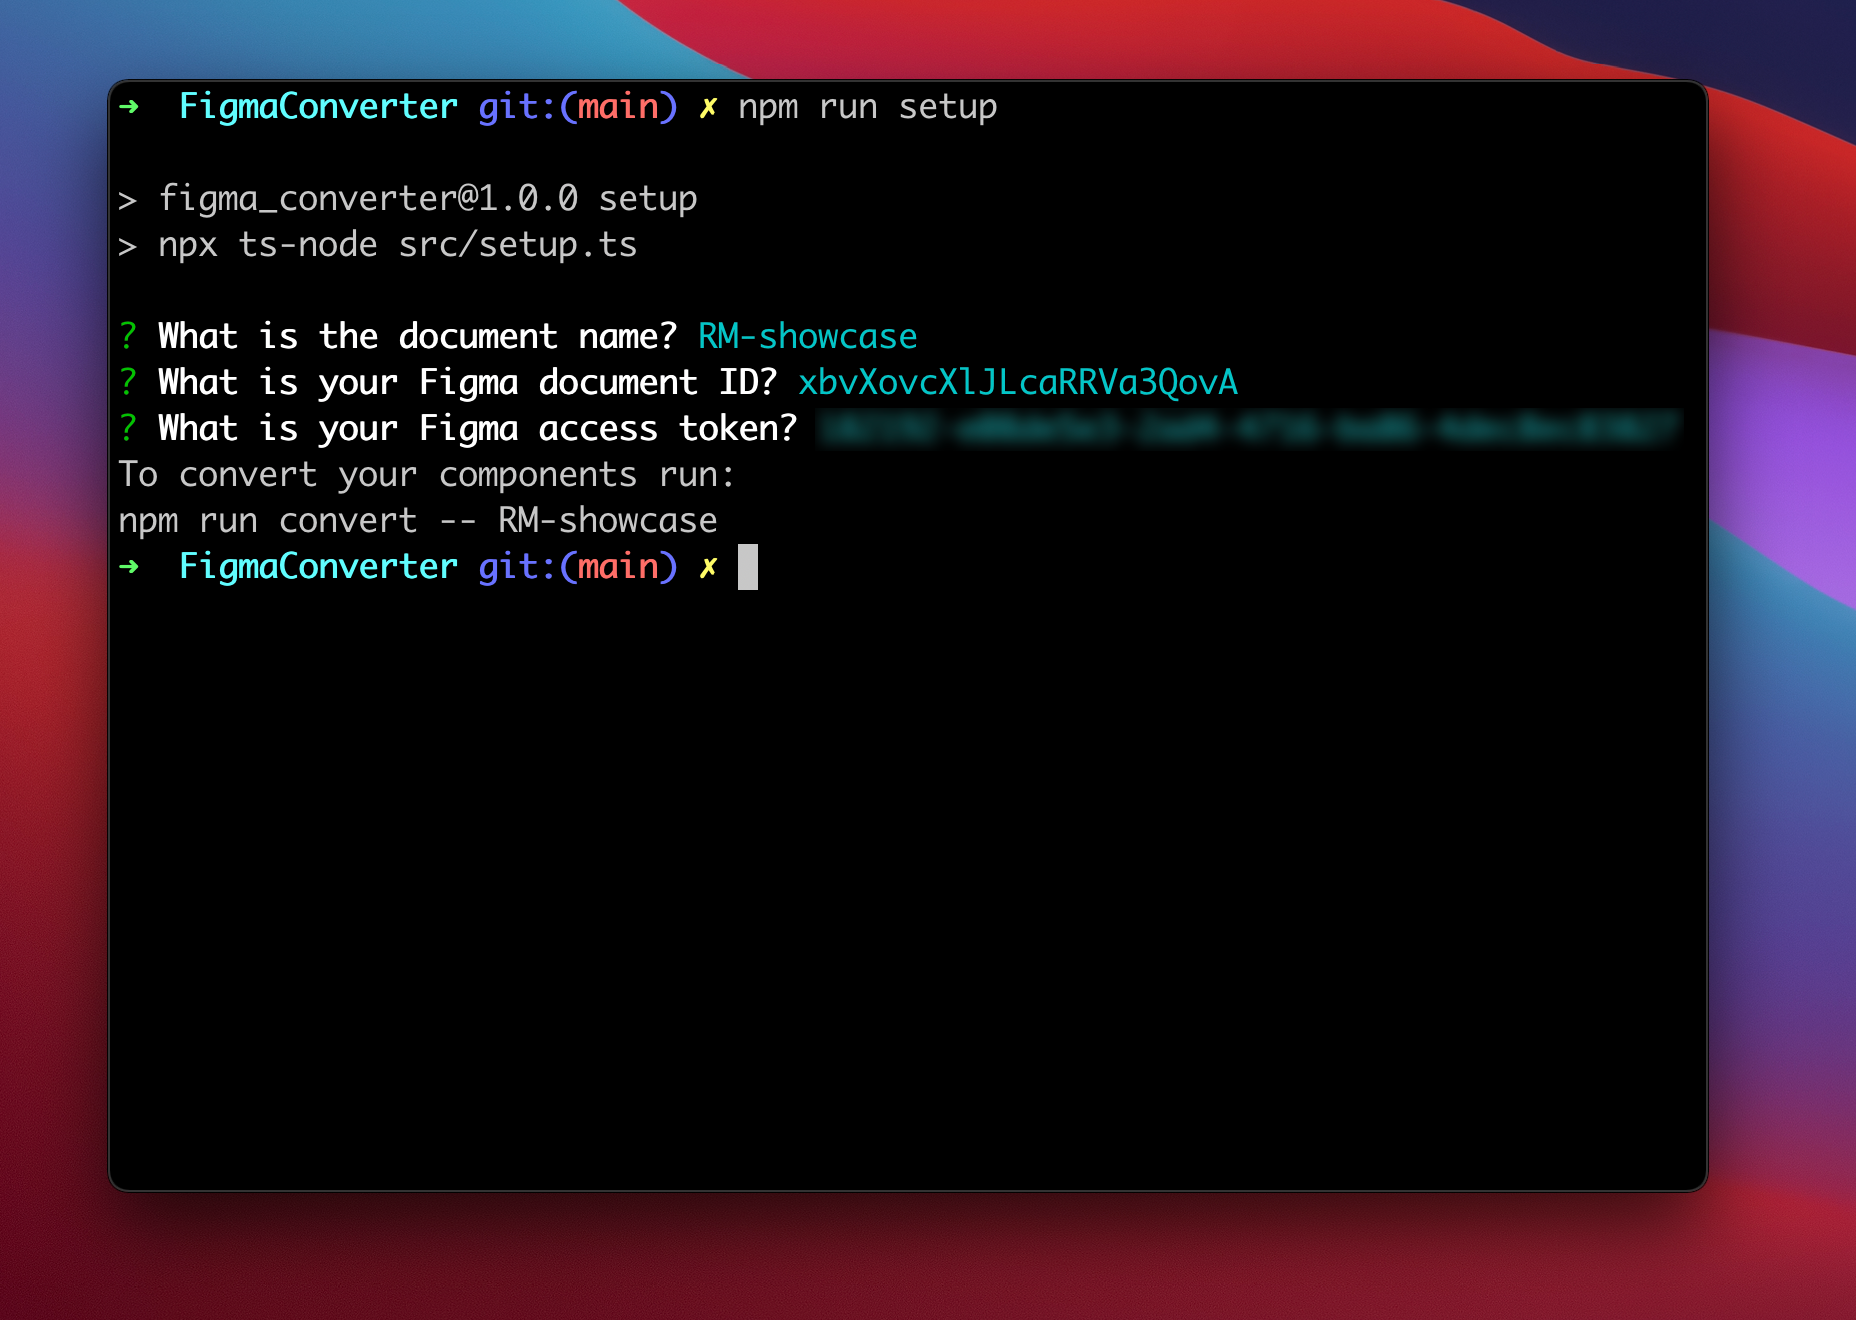 ➜  FigmaConverter git:(main) ✗ npm run setup
> figma_converter@1.0.0 setup
> npx ts-node src/setup.ts
? What is the document name? RM-showcase
? What is your Figma document ID? xbvXovcXlJLcaRRVa3QovA
? What is your Figma access token?
To convert your components run:
npm run convert -- RM-showcase
➜  FigmaConverter git:(main) ✗